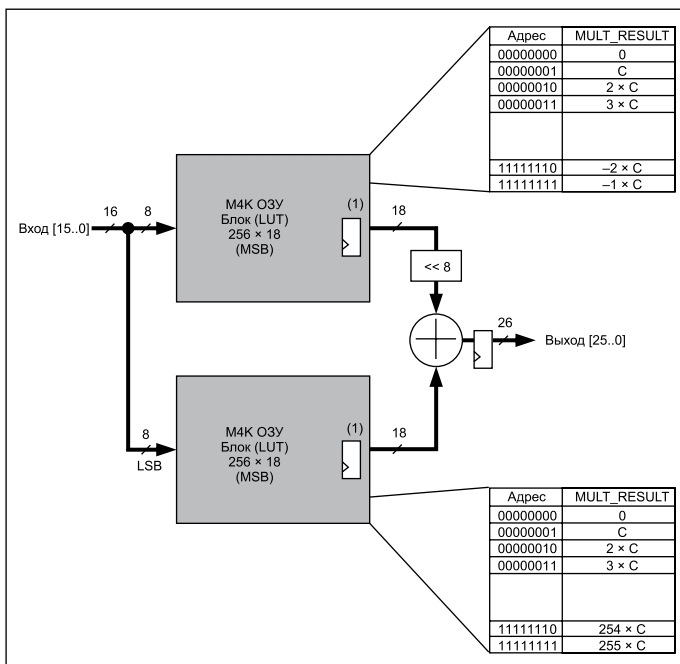 Адрес MULT_RESULT
00000000 0
00000001 C
00000010 2 × C
00000011 3 × C
11111110 –2 × C
11111111 –1 × C
Вход [15..0]
16
8
M4K ОЗУ
Блок (LUT)
256 × 18
(MSB)
(1)
18
<< 8
26
Выход [25..0]
8
LSB
M4K ОЗУ
Блок (LUT)
256 × 18
(MSB)
(1)
18
Адрес MULT_RESULT
00000000 0
00000001 C
00000010 2 × C
00000011 3 × C
11111110 254 × C
11111111 255 × C